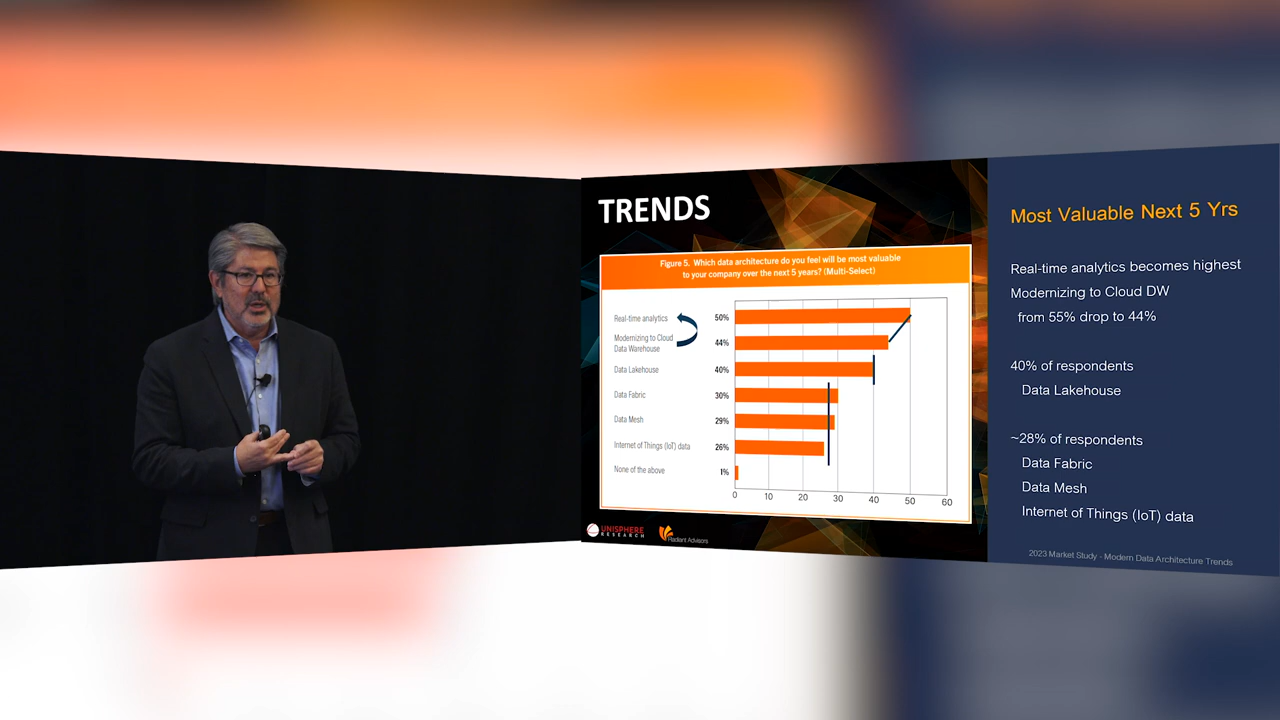 TRENDS
Figure 5. Which data architecture do you feel will be most valuable
to your company over the next 5 years? (Multi-Select)
Real-time analytics 50%
Modernizing to Cloud
Data Warehouse 44%
Data Lakehouse 40%
Data Fabric 30%
Data Mesh 29%
Internet of Things (IoT) data 26%
None of the above 1%
0 10 20 30 40 50 60
UNISPHERE
RESEARCH
Radiant Advisors
Most Valuable Next 5 Yrs
Real-time analytics becomes highest
Modernizing to Cloud DW
from 55% drop to 44%
40% of respondents
Data Lakehouse
~28% of respondents
Data Fabric
Data Mesh
Internet of Things (IoT) data
2023 Market Study - Modern Data Architecture Trends